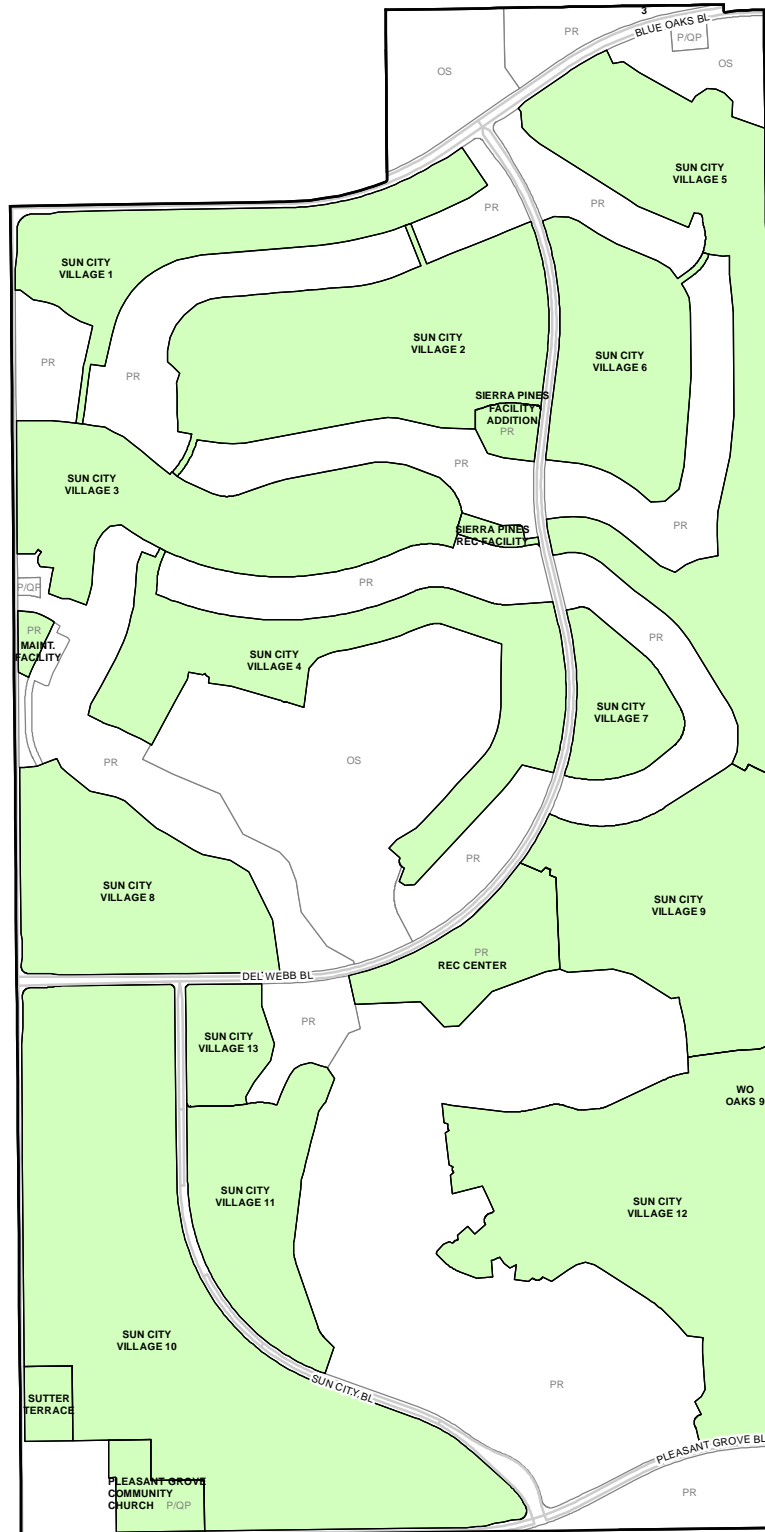 3
BLUE OAKS BL
PR
P/QP
OS
OS
SUN CITY
VILLAGE 5
PR
PR
SUN CITY
VILLAGE 1
SUN CITY
VILLAGE 2
SUN CITY
VILLAGE 6
PR
PR
SIERRA PINES
FACILITY
ADDITION
PR
PR
SUN CITY
VILLAGE 3
PR
SIERRA PINES
REC FACILITY
P/QP
PR
PR
MAINT.
FACILITY
PR
SUN CITY
VILLAGE 4
SUN CITY
VILLAGE 7
PR
OS
PR
SUN CITY
VILLAGE 8
SUN CITY
VILLAGE 9
PR
REC CENTER
DEL WEBB BL
PR
SUN CITY
VILLAGE 13
WO
OAKS 9
SUN CITY
VILLAGE 11
SUN CITY
VILLAGE 12
SUN CITY
VILLAGE 10
PR
SUN CITY BL
SUTTER
TERRACE
PLEASANT GROVE BL
PLEASANT GROVE
COMMUNITY
CHURCH
P/QP
PR